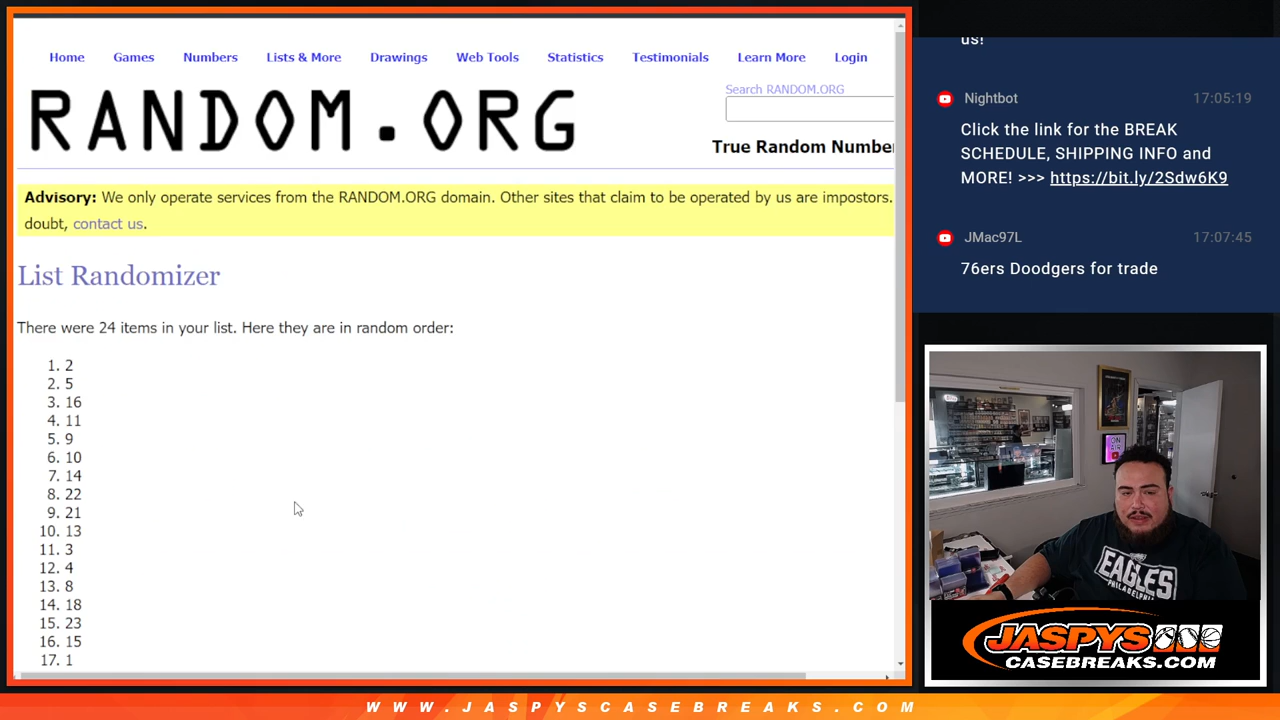 Home Games Numbers Lists & More Drawings Web Tools Statistics Testimonials Learn More Login
RANDOM.ORG
Search RANDOM.ORG
True Random Number
Advisory: We only operate services from the RANDOM.ORG domain. Other sites that claim to be operated by us are impostors.
doubt, contact us.
List Randomizer
There were 24 items in your list. Here they are in random order:
1. 2
2. 5
3. 16
4. 11
5. 9
6. 10
7. 14
8. 22
9. 21
10. 13
11. 3
12. 4
13. 8
14. 18
15. 23
16. 15
17. 1
us!
Nightbot 17:05:19
Click the link for the BREAK
SCHEDULE, SHIPPING INFO and
MORE! >>> https://bit.ly/2Sdw6K9
JMac97L 17:07:45
76ers Doodgers for trade
ON
AIR
EAGLES
PHILADELPHIA
JASPYS
CASEBREAKS.COM
WWW.JASPYSCASEBREAKS.COM